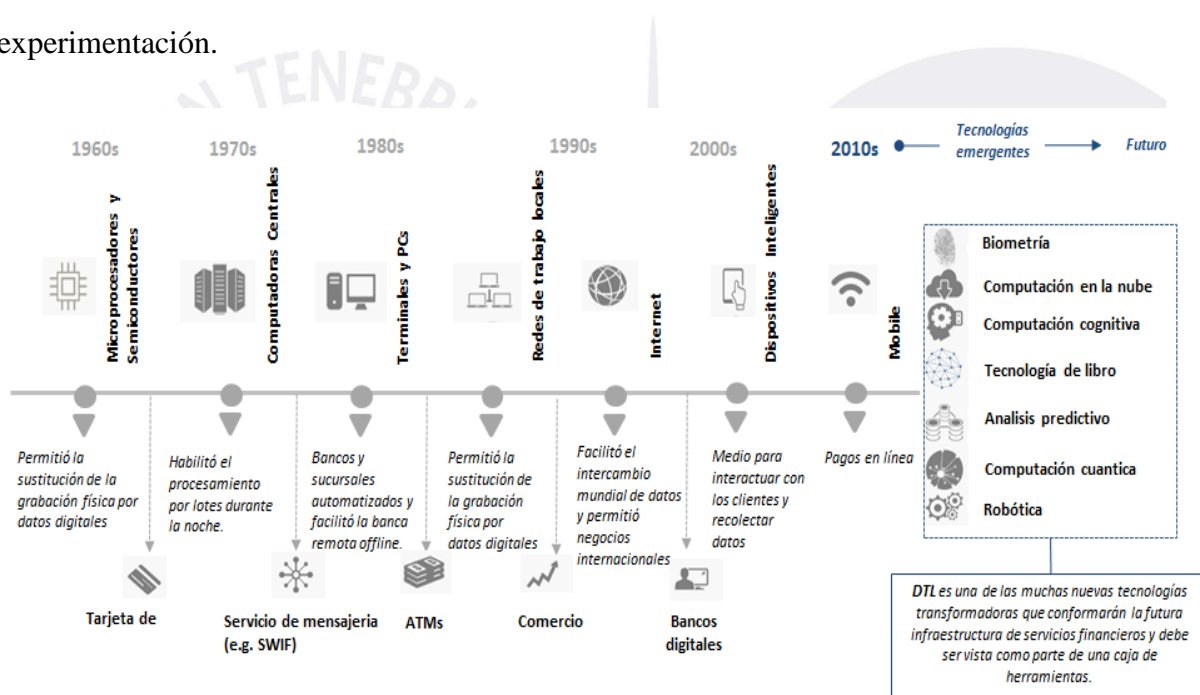 experimentación.
EN TENEBR
1960s
1970s
1980s
1990s
2000s
2010s
Tecnologías
emergentes
Futuro
Microprocesadores y
Semiconductores
Computadoras Centrales
Terminales y PCs
Redes de trabajo locales
Internet
Dispositivos Inteligentes
Mobile
Permitió la
sustitución de la
grabación física por
datos digitales
Habilitó el
procesamiento
por lotes durante
la noche.
Bancos y
sucursales
automatizados y
facilitó la banca
remota offline.
Permitió la
sustitución de
la grabación
física por
datos digitales
Facilitó el
intercambio
mundial de datos
y permitió
negocios
internacionales
Medio para
interactuar con
los clientes y
recolectar
datos
Pagos en línea
Tarjeta de
Servicio de mensajeria
(e.g. SWIF)
ATMs
Comercio
Bancos
digitales
Biometría
Computación en la nube
Computación cognitiva
Tecnología de libro
Analisis predictivo
Computación cuantica
Robótica
DTL es una de las muchas nuevas tecnologías
transformadoras que conformarán la futura
infraestructura de servicios financieros y debe
ser vista como parte de una caja de
herramientas.